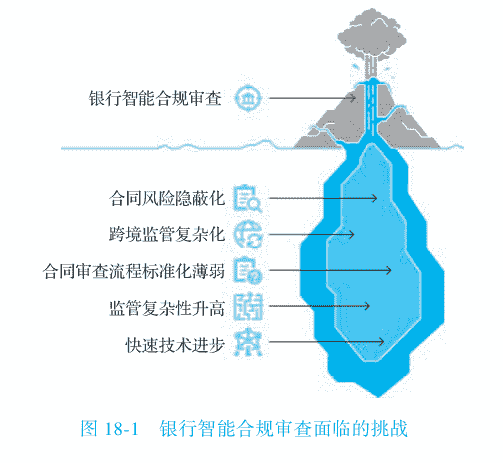 银行智能合规审查
合同风险隐蔽化
跨境监管复杂化
合同审查流程标准化薄弱
监管复杂性升高
快速技术进步
图 18-1 银行智能合规审查面临的挑战